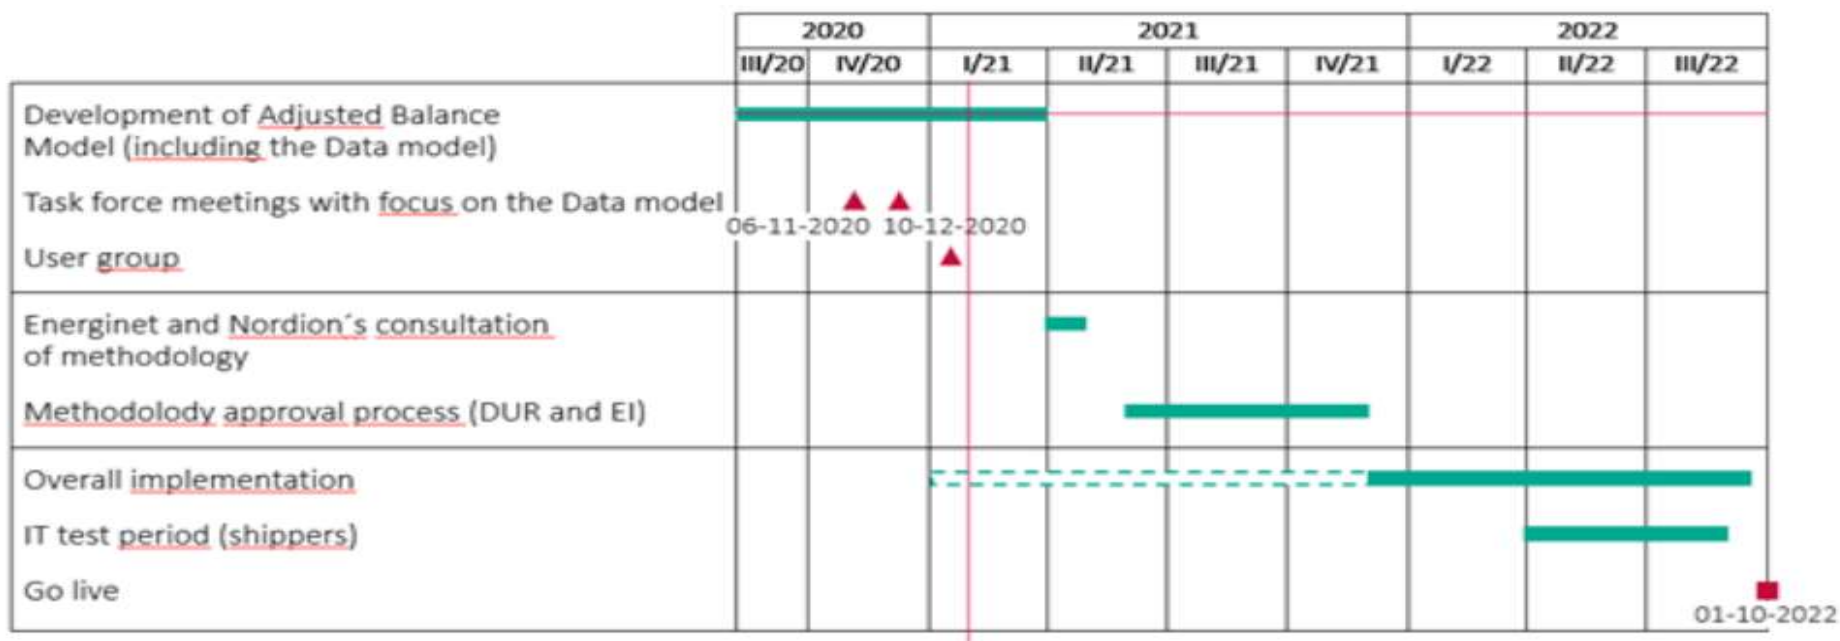 2020 2021 2022
III/20 IV/20 I/21 II/21 III/21 IV/21 I/22 II/22 III/22
Development of Adjusted Balance
Model (including the Data model)
Task force meetings with focus on the Data model
06-11-2020 10-12-2020
User group
Energinet and Nordion´s consultation
of methodology
Methodolody approval process (DUR and EI)
Overall implementation
IT test period (shippers)
Go live
01-10-2022